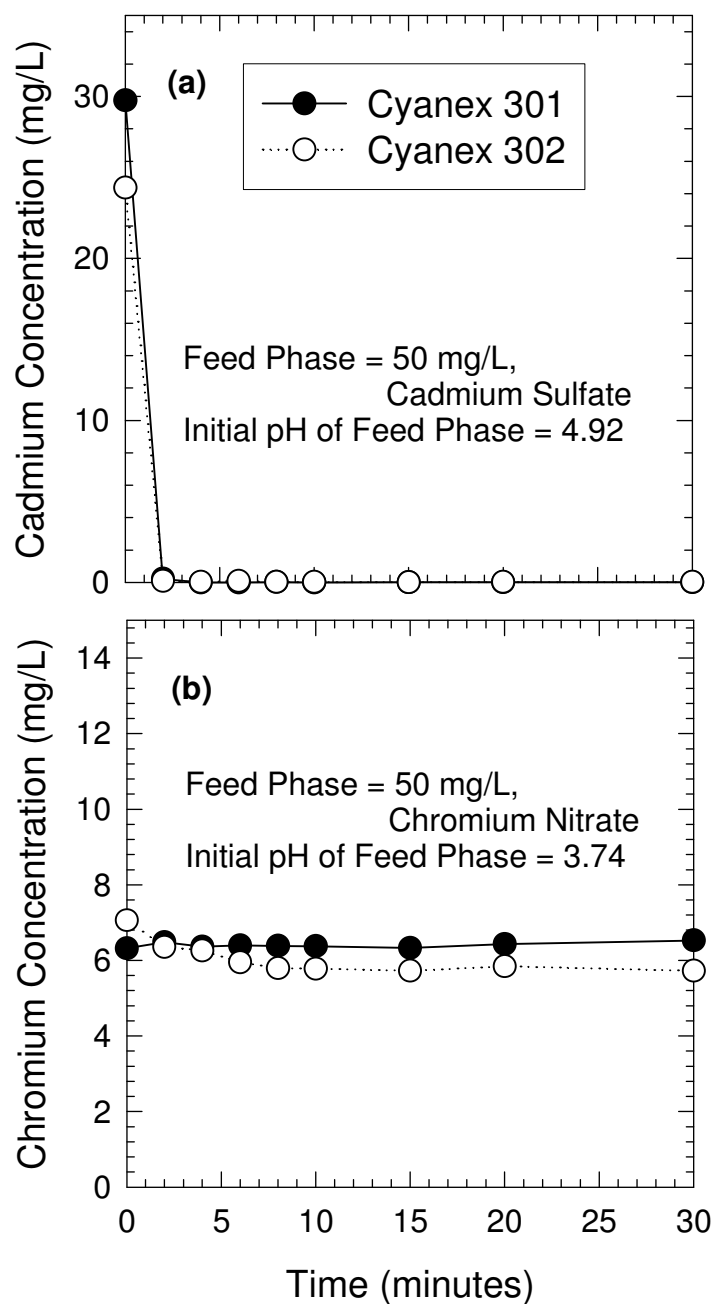 (a)
Cyanex 301
Cyanex 302
Cadmium Concentration (mg/L)
30
20
10
0
Feed Phase = 50 mg/L,
Cadmium Sulfate
Initial pH of Feed Phase = 4.92
(b)
Chromium Concentration (mg/L)
14
12
10
8
6
4
2
0
Feed Phase = 50 mg/L,
Chromium Nitrate
Initial pH of Feed Phase = 3.74
0 5 10 15 20 25 30
Time (minutes)